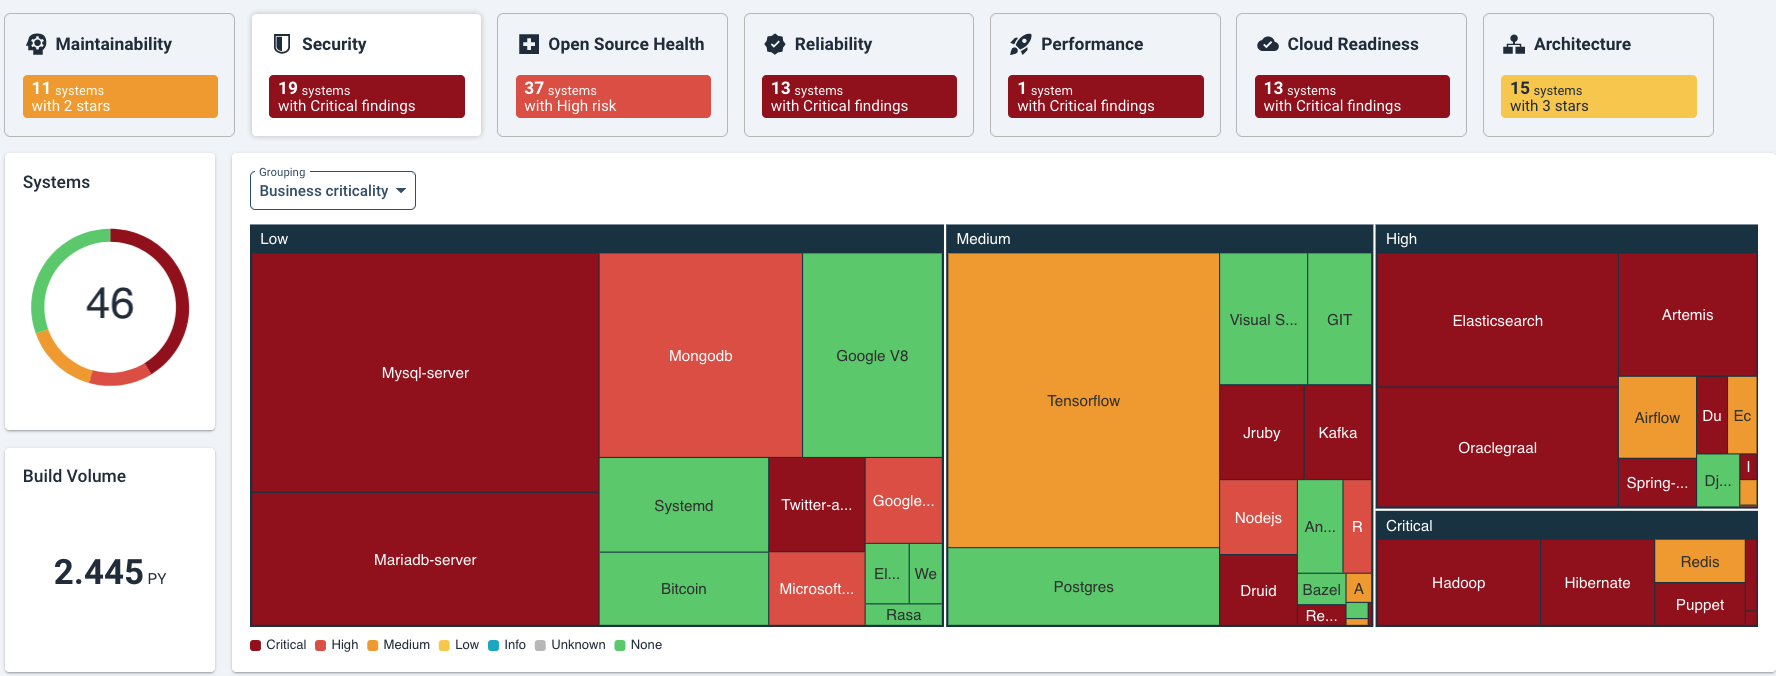 Maintainability
11 systems
with 2 stars
Security
19 systems
with Critical findings
Open Source Health
37 systems
with High risk
Reliability
13 systems
with Critical findings
Performance
1 system
with Critical findings
Cloud Readiness
13 systems
with Critical findings
Architecture
15 systems
with 3 stars
Systems
46
Build Volume
2.445 PY
Grouping
Business criticality
Low
Mysql-server
Mariadb-server
Mongodb
Google V8
Systemd
Bitcoin
Twitter-a...
Microsoft...
Google...
El...
We
Rasa
Medium
Tensorflow
Postgres
Visual S...
GIT
Jruby
Kafka
Nodejs
An...
R
Druid
Bazel
A
Re...
High
Elasticsearch
Oraclegraal
Artemis
Airflow
Du
Ec
Spring-...
Dj...
I
Critical
Hadoop
Hibernate
Redis
Puppet
Critical High Medium Low Info Unknown None